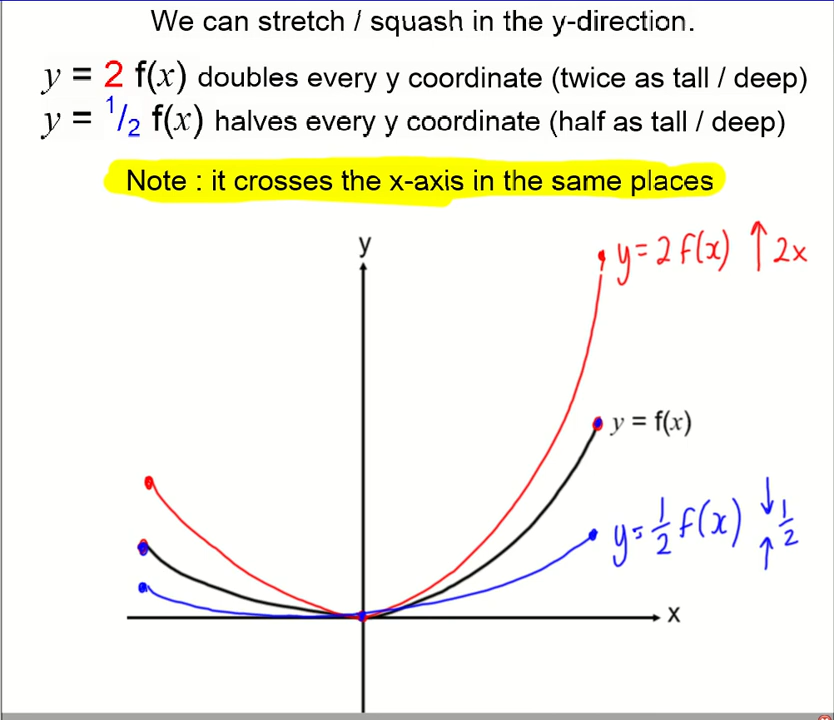 We can stretch / squash in the y-direction.
y = 2 f(x) doubles every y coordinate (twice as tall / deep)
y = 1/2 f(x) halves every y coordinate (half as tall / deep)
Note : it crosses the x-axis in the same places
y
y = 2 f(x) ↑ 2x
y = f(x)
y = 1/2 f(x) ↓↑ 1/2
x